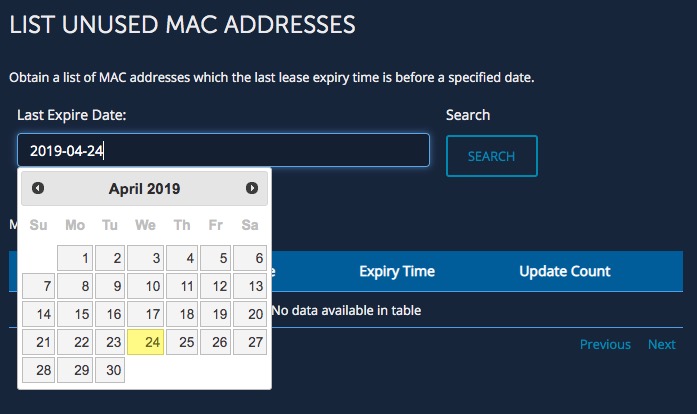 LIST UNUSED MAC ADDRESSES
Obtain a list of MAC addresses which the last lease expiry time is before a specified date.
Last Expire Date: Search
2019-04-24 SEARCH
April 2019
Su Mo Tu We Th Fr Sa
1 2 3 4 5 6
7 8 9 10 11 12 13
Expiry Time Update Count
14 15 16 17 18 19 20
No data available in table
21 22 23 24 25 26 27
Previous Next
28 29 30